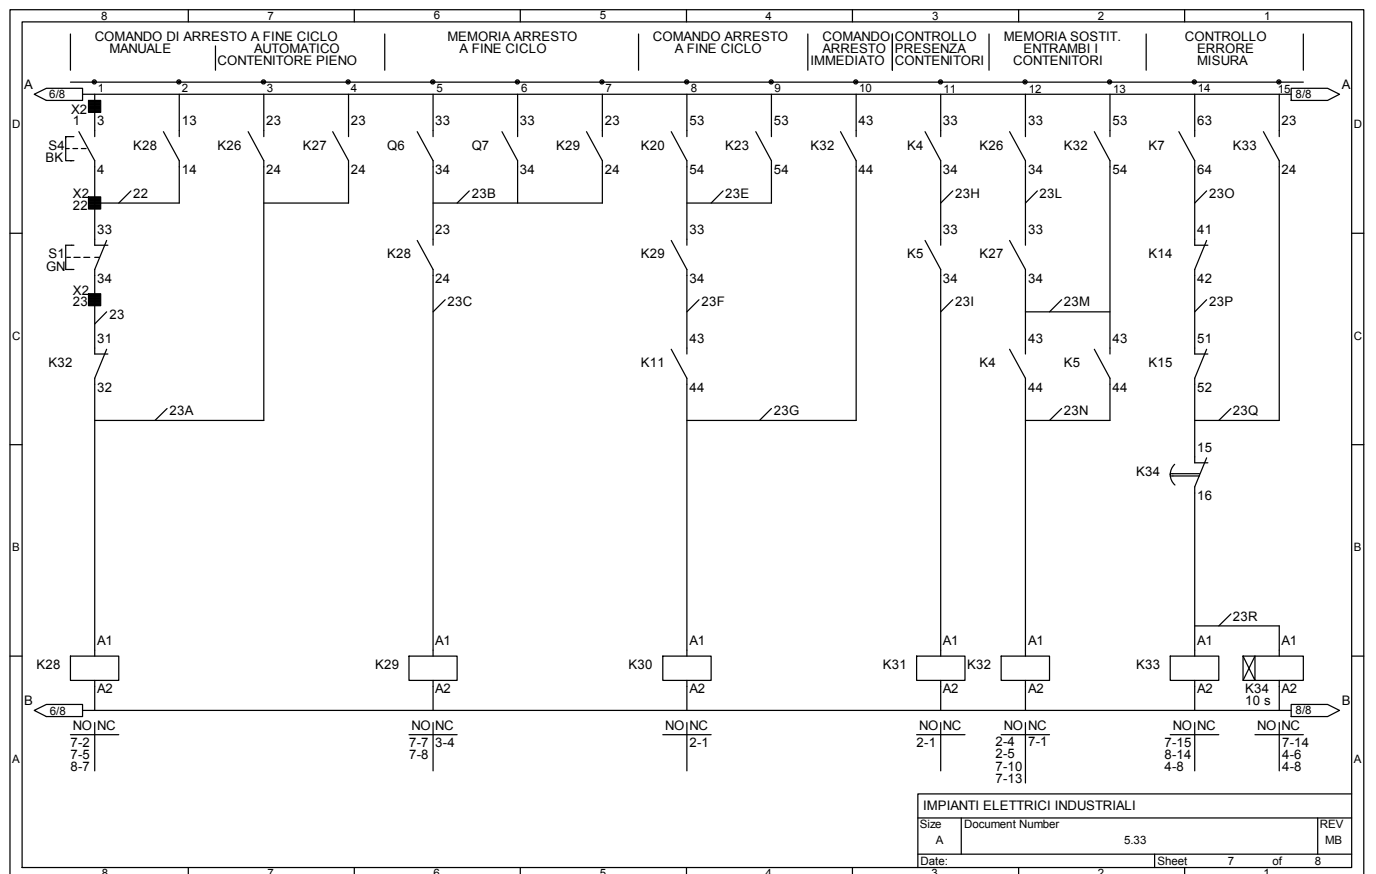 8 7 6 5 4 3 2 1
COMANDO DI ARRESTO A FINE CICLO
MANUALE
AUTOMATICO
CONTENITORE PIENO
MEMORIA ARRESTO
A FINE CICLO
COMANDO ARRESTO
A FINE CICLO
COMANDO
ARRESTO
IMMEDIATO
CONTROLLO
PRESENZA
CONTENITORI
MEMORIA SOSTIT.
ENTRAMBI I
CONTENITORI
CONTROLLO
ERRORE
MISURA
A 6/8 1 2 3 4 5 6 7 8 9 10 11 12 13 14 15 8/8 A
X2
1 3 13 23 23 33 33 23 53 53 43 33 33 53 63 23
D D
S4 K28 K26 K27 Q6 Q7 K29 K20 K23 K32 K4 K26 K32 K7 K33
BK
4 14 24 24 34 34 24 54 54 44 34 34 54 64 24
X2
22 22 23B 23E 23H 23L 23O
33 23 33 33 33 41
S1 K28 K29 K5 K27 K14
GN
34 24 34 34 34 42
X2
23 23C 23F 23I 23M 23P
23
31 43 43 43 51
C C
K32 K11 K4 K5 K15
32 44 44 44 52
23A 23G 23N 23Q
15
K34
16
B B
23R
A1 A1 A1 A1 A1 A1 A1
K28 K29 K30 K31 K32 K33
A2 A2 A2 A2 A2 A2 K34 A2
10 s
B 6/8 8/8 B
NO NC NO NC NO NC NO NC NO NC NO NC NO NC
7-2 7-7 3-4 2-1 2-1 2-4 7-1 7-15 7-14
7-5 7-8 2-5 8-14 4-6
8-7 7-10 4-8 4-8
7-13
A A
IMPIANTI ELETTRICI INDUSTRIALI
Size Document Number REV
A 5.33 MB
Date: Sheet 7 of 8
8 7 6 5 4 3 2 1